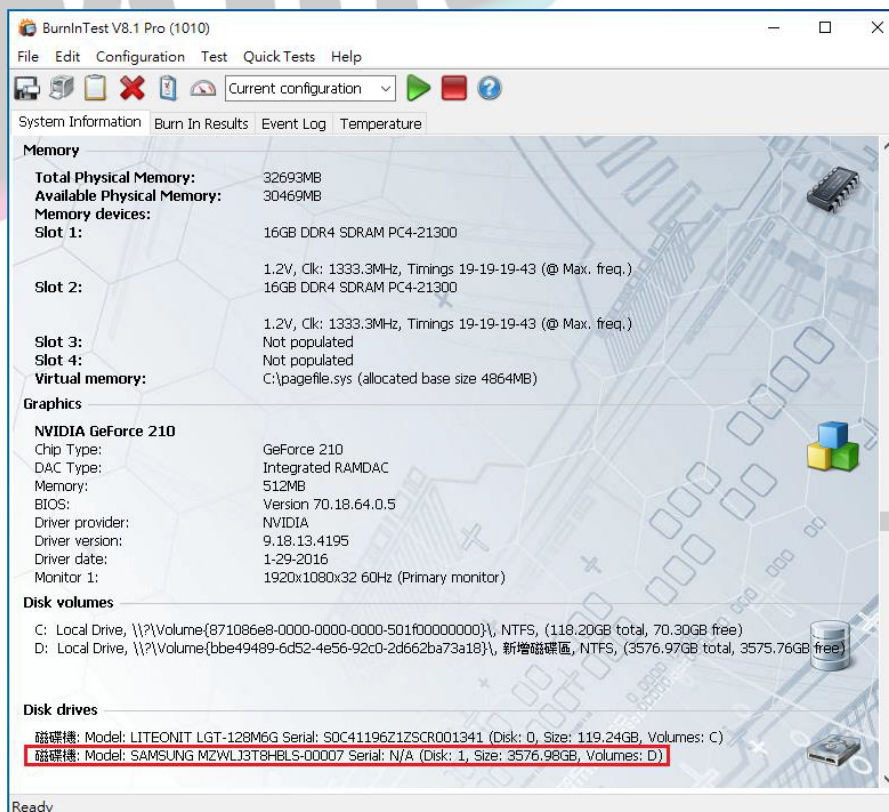 BurnInTest V8.1 Pro (1010)
File Edit Configuration Test Quick Tests Help
Current configuration
System Information Burn In Results Event Log Temperature
Memory
Total Physical Memory: 32693MB
Available Physical Memory: 30469MB
Memory devices:
Slot 1: 16GB DDR4 SDRAM PC4-21300
1.2V, Clk: 1333.3MHz, Timings 19-19-19-43 (@ Max. freq.)
Slot 2: 16GB DDR4 SDRAM PC4-21300
1.2V, Clk: 1333.3MHz, Timings 19-19-19-43 (@ Max. freq.)
Slot 3: Not populated
Slot 4: Not populated
Virtual memory: C:\pagefile.sys (allocated base size 4864MB)
Graphics
NVIDIA GeForce 210
Chip Type: GeForce 210
DAC Type: Integrated RAMDAC
Memory: 512MB
BIOS: Version 70.18.64.0.5
Driver provider: NVIDIA
Driver version: 9.18.13.4195
Driver date: 1-29-2016
Monitor 1: 1920x1080x32 60Hz (Primary monitor)
Disk volumes
C: Local Drive, \\?\Volume{871086e8-0000-0000-0000-501f00000000}\, NTFS, (118.20GB total, 70.30GB free)
D: Local Drive, \\?\Volume{bbe49489-6d52-4e56-92c0-2d662ba73a18}\, 新增磁碟區, NTFS, (3576.97GB total, 3575.76GB free)
Disk drives
磁碟機: Model: LITEONIT LGT-128M6G Serial: S0C41196Z1ZSCR001341 (Disk: 0, Size: 119.24GB, Volumes: C)
磁碟機: Model: SAMSUNG MZWLJ3T8HBLS-00007 Serial: N/A (Disk: 1, Size: 3576.98GB, Volumes: D)
Ready